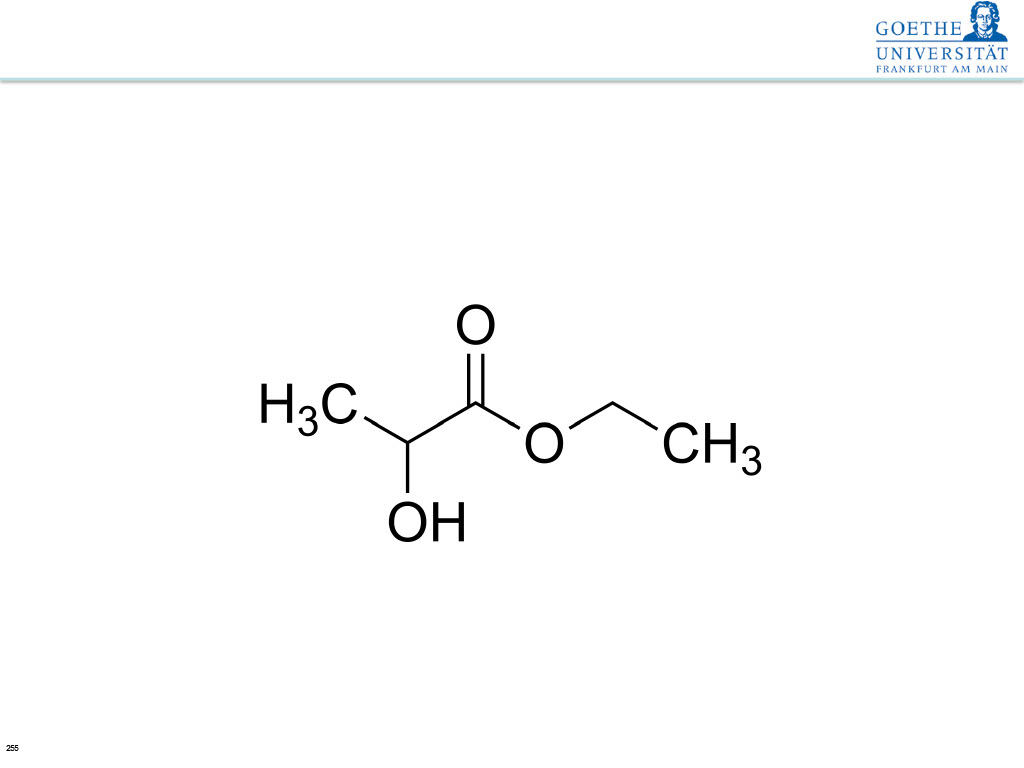 GOETHE
UNIVERSITÄT
FRANKFURT AM MAIN
O
H₃C
O
CH₃
OH
255